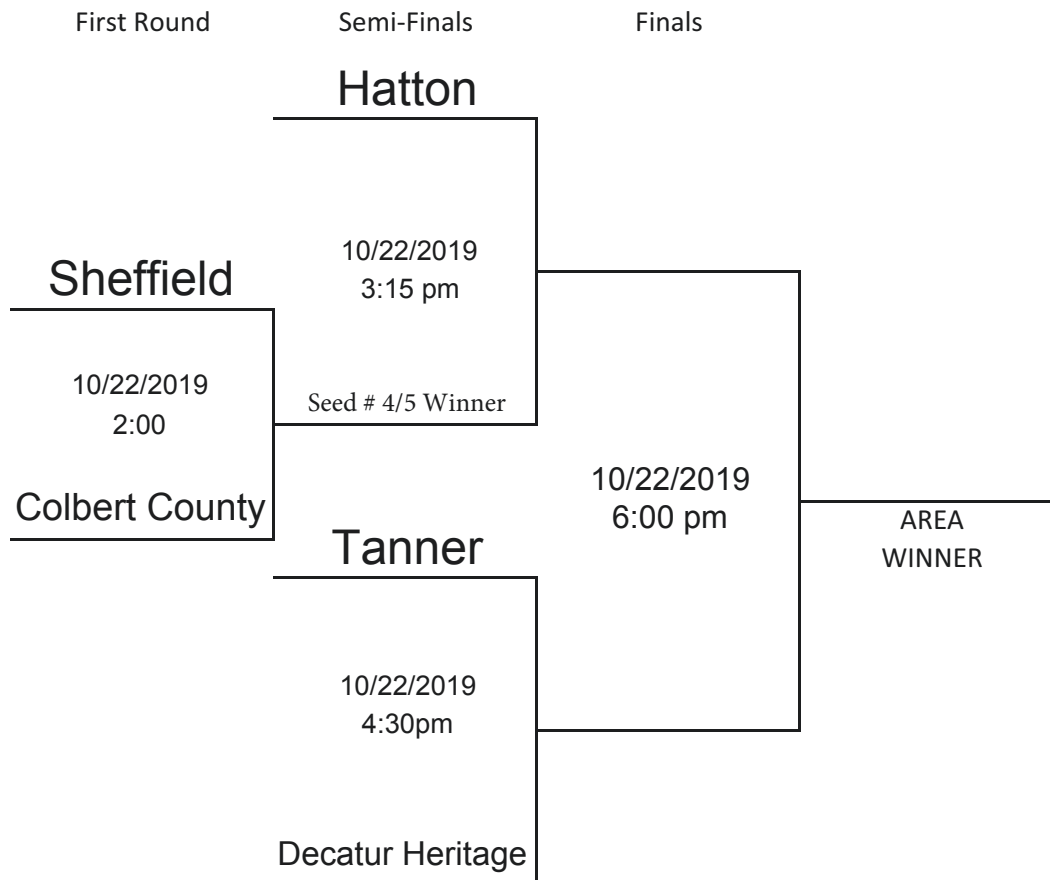 First Round
Semi-Finals
Finals
Hatton
10/22/2019
3:15 pm
Sheffield
10/22/2019
2:00
Seed # 4/5 Winner
Colbert County
10/22/2019
6:00 pm
AREA
WINNER
Tanner
10/22/2019
4:30pm
Decatur Heritage